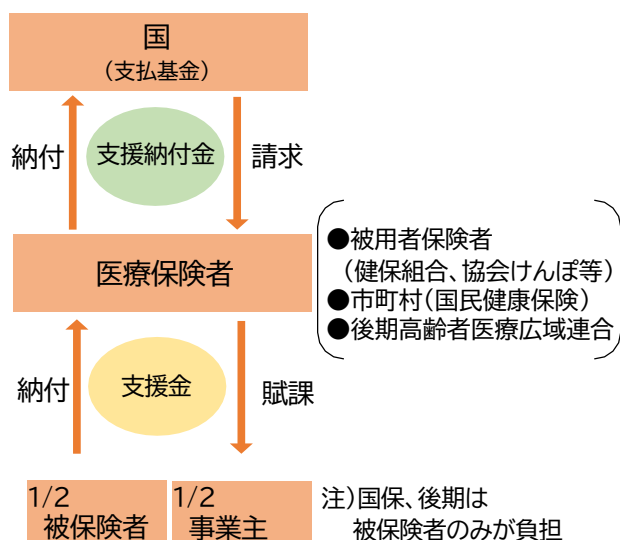 国
（支払基金）
納付
支援納付金
請求
医療保険者
●被用者保険者
（健保組合、協会けんぽ等）
●市町村（国民健康保険）
●後期高齢者医療広域連合
納付
支援金
賦課
1/2
被保険者
1/2
事業主
注）国保、後期は
被保険者のみが負担